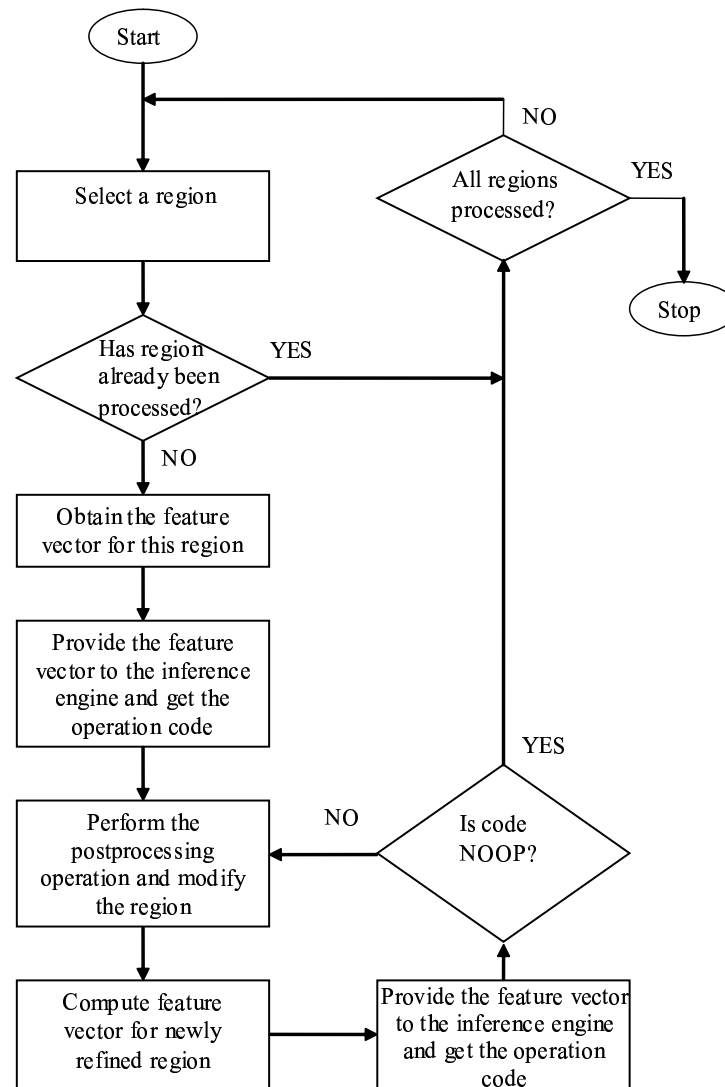 Start
NO
All regions
processed?
YES
Select a region
Stop
Has region
already been
processed?
YES
NO
Obtain the feature
vector for this region
Provide the feature
vector to the inference
engine and get the
operation code
YES
Is code
NOOP?
NO
Perform the
postprocessing
operation and modify
the region
Compute feature
vector for newly
refined region
Provide the feature vector
to the inference engine
and get the operation
code